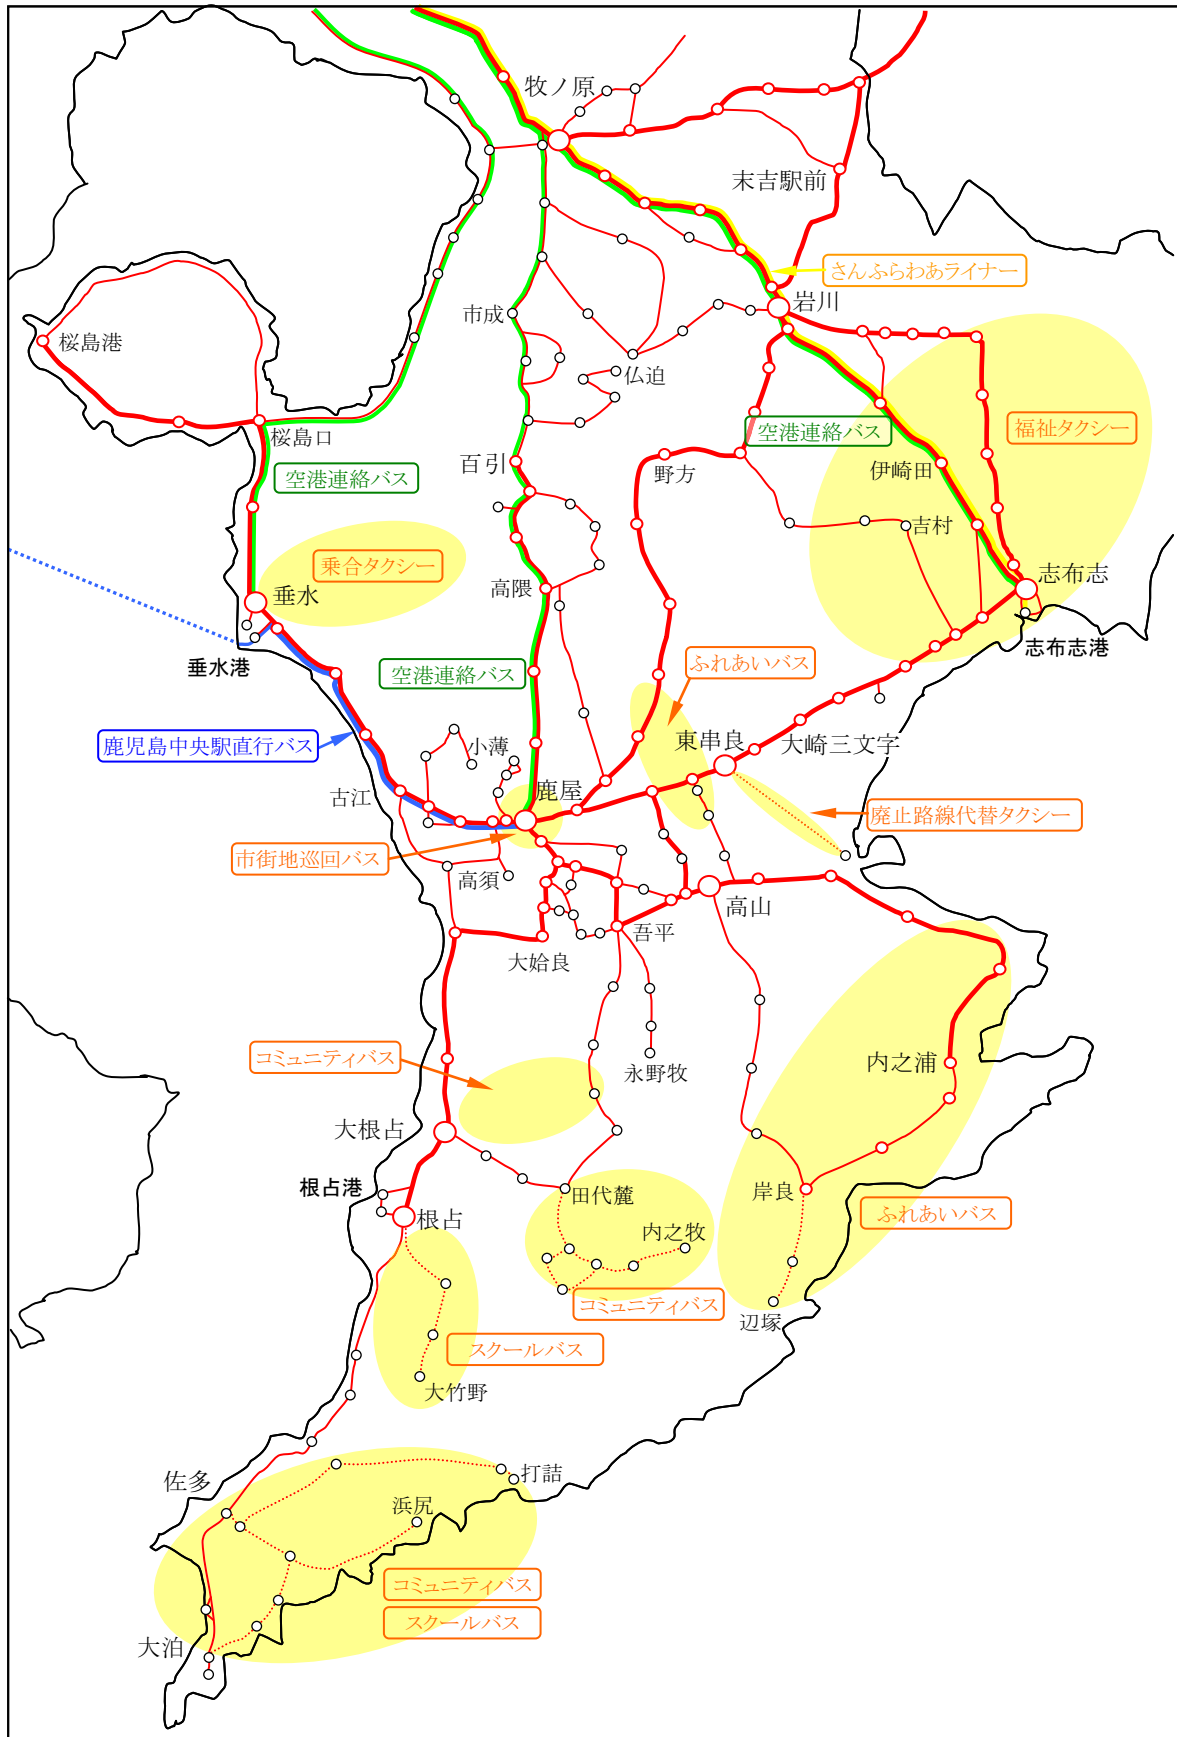 牧ノ原
末吉駅前
さんふらわあライナー
岩川
市成
桜島港
仏迫
福祉タクシー
空港連絡バス
桜島口
百引
野方
伊崎田
空港連絡バス
吉村
乗合タクシー
高隈
志布志
垂水
志布志港
垂水港
ふれあいバス
空港連絡バス
東串良
大崎三文字
鹿児島中央駅直行バス
小薄
鹿屋
古江
廃止路線代替タクシー
市街地巡回バス
高須
高山
吾平
大姶良
コミュニティバス
内之浦
永野牧
大根占
根占港
田代麓
岸良
根占
ふれあいバス
内之牧
コミュニティバス
辺塚
スクールバス
大竹野
佐多
打詰
浜尻
コミュニティバス
スクールバス
大泊